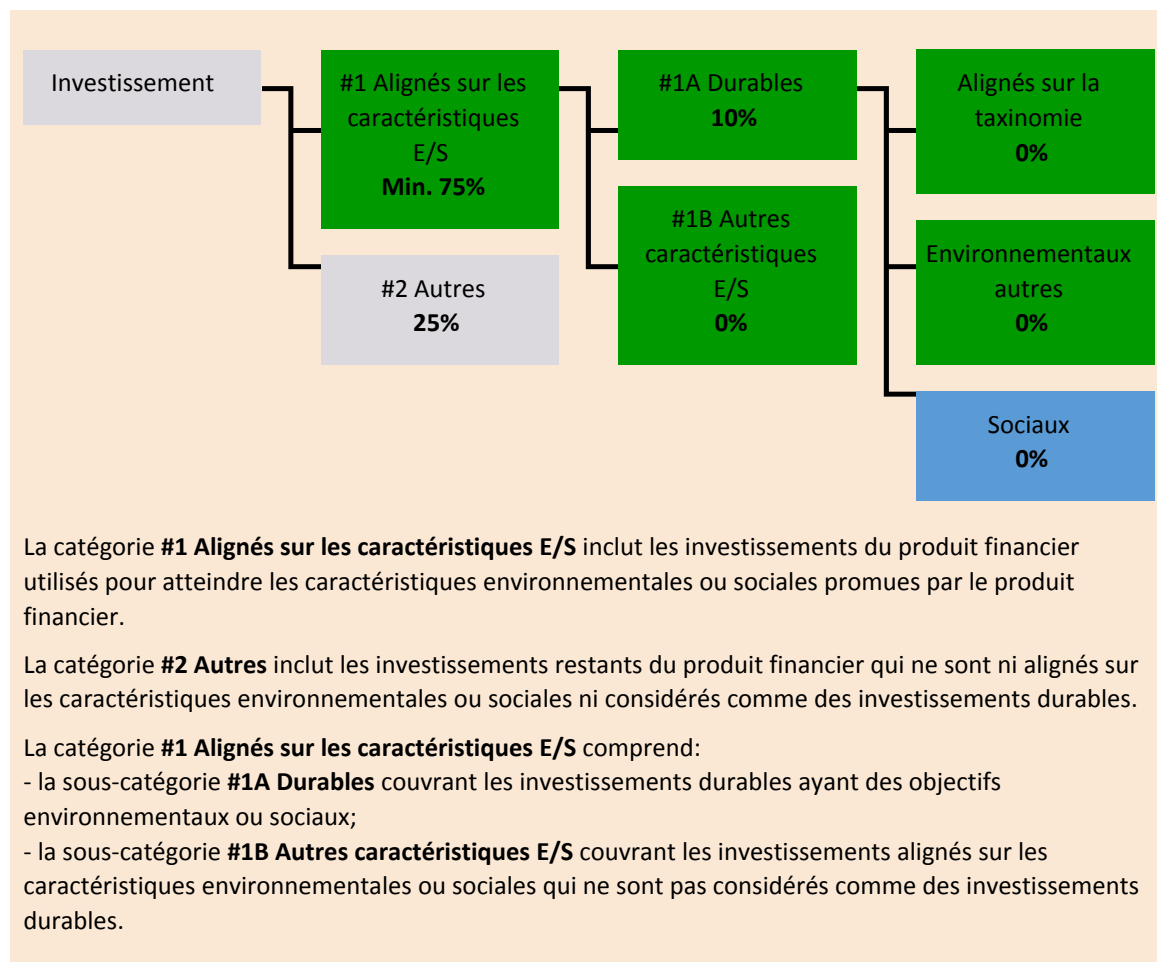 Investissement
#1 Alignés sur les
caractéristiques
E/S
Min. 75%
#2 Autres
25%
#1A Durables
10%
#1B Autres
caractéristiques
E/S
0%
Alignés sur la
taxinomie
0%
Environnementaux
autres
0%
Sociaux
0%
La catégorie #1 Alignés sur les caractéristiques E/S inclut les investissements du produit financier
utilisés pour atteindre les caractéristiques environnementales ou sociales promues par le produit
financier.
La catégorie #2 Autres inclut les investissements restants du produit financier qui ne sont ni alignés sur
les caractéristiques environnementales ou sociales ni considérés comme des investissements durables.
La catégorie #1 Alignés sur les caractéristiques E/S comprend:
- la sous-catégorie #1A Durables couvrant les investissements durables ayant des objectifs
environnementaux ou sociaux;
- la sous-catégorie #1B Autres caractéristiques E/S couvrant les investissements alignés sur les
caractéristiques environnementales ou sociales qui ne sont pas considérés comme des investissements
durables.